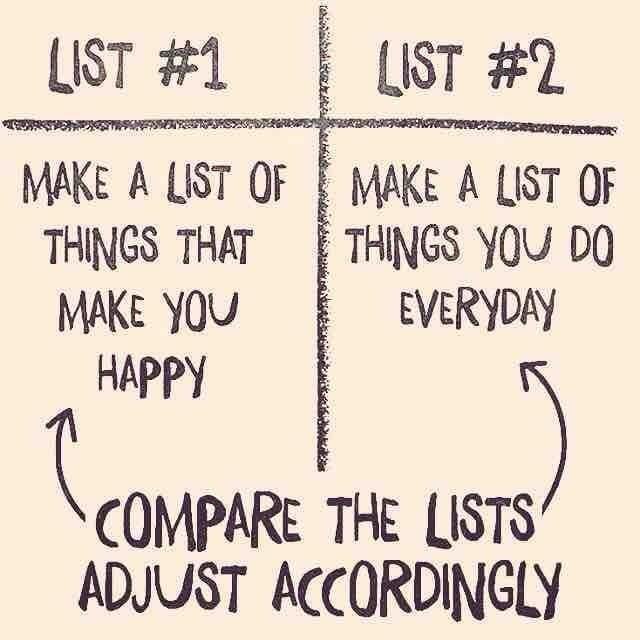 LIST #1
MAKE A LIST OF
THINGS THAT
MAKE YOU
HAPPY
LIST #2
MAKE A LIST OF
THINGS YOU DO
EVERYDAY
COMPARE THE LISTS
ADJUST ACCORDINGLY